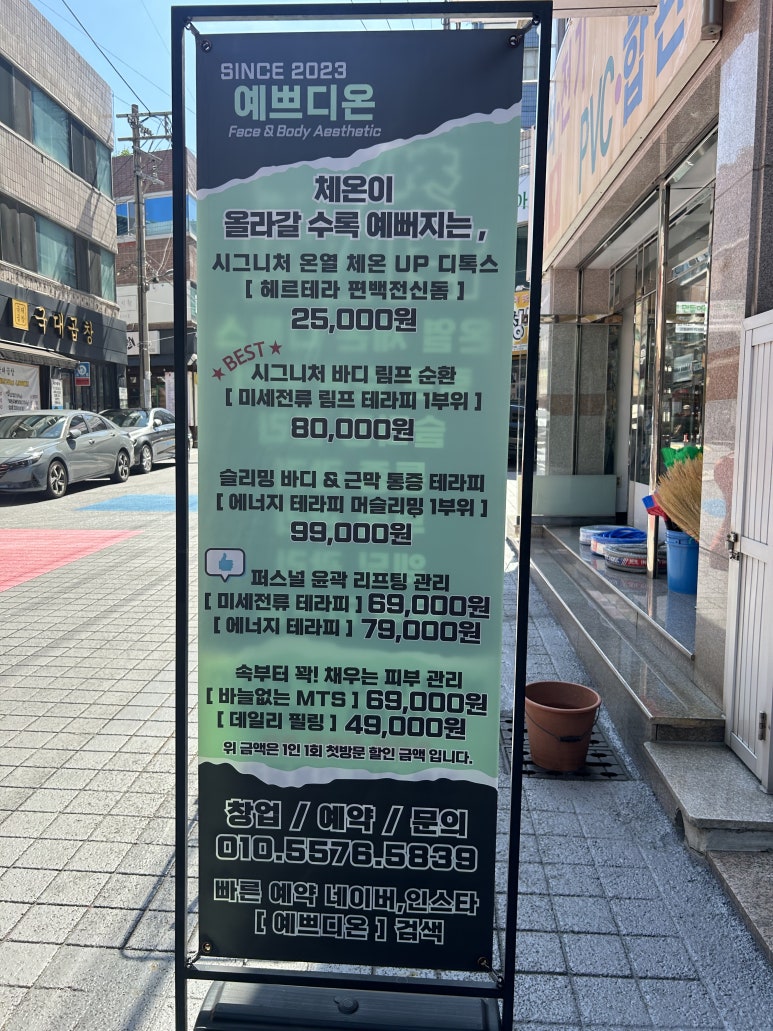 SINCE 2023
예쁘디온
Face & Body Aesthetic
체온이
올라갈 수록 예뻐지는,
시그니처 온열 체온 UP 디톡스
[ 헤르테라 편백전신돔 ]
25,000원
★BEST★
시그니처 바디 림프 순환
[ 미세전류 림프 테라피 1부위 ]
80,000원
슬리밍 바디 & 근막 통증 테라피
[ 에너지 테라피 머슬리밍 1부위 ]
99,000원
퍼스널 윤곽 리프팅 관리
[ 미세전류 테라피 ] 69,000원
[ 에너지 테라피 ] 79,000원
속부터 꽉! 채우는 피부 관리
[ 바늘없는 MTS ] 69,000원
[ 데일리 필링 ] 49,000원
위 금액은 1인 1회 첫방문 할인 금액 입니다.
창업 / 예약 / 문의
010.5576.5839
빠른 예약 네이버,인스타
[ 예쁘디온 ] 검색
국대곱창
PVC·합